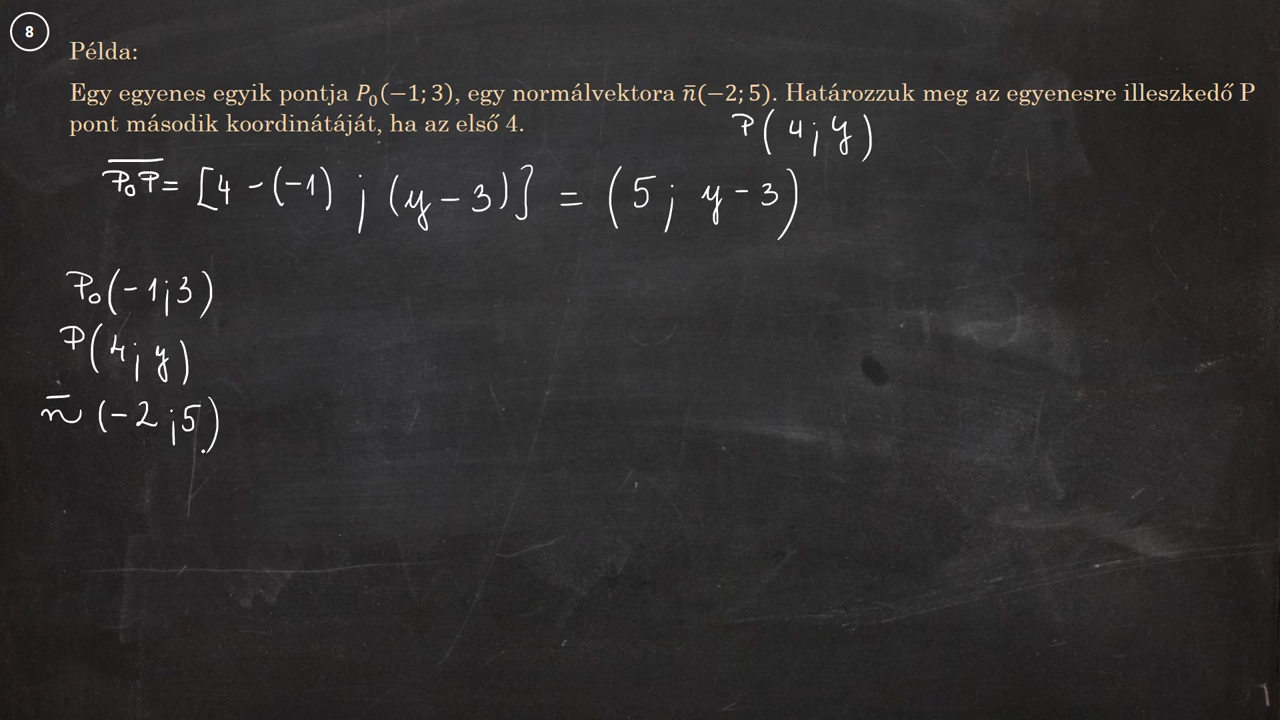 8
Példa:
Egy egyenes egyik pontja P₀(−1; 3), egy normálvektora n̄(−2; 5). Határozzuk meg az egyenesre illeszkedő P
pont második koordinátáját, ha az első 4.
P(4; y)
P̅₀̅P̅ = [4 - (-1) ; (y - 3)] = (5 ; y - 3)
P₀(-1;3)
P(4; y)
n̄ (-2 ;5)